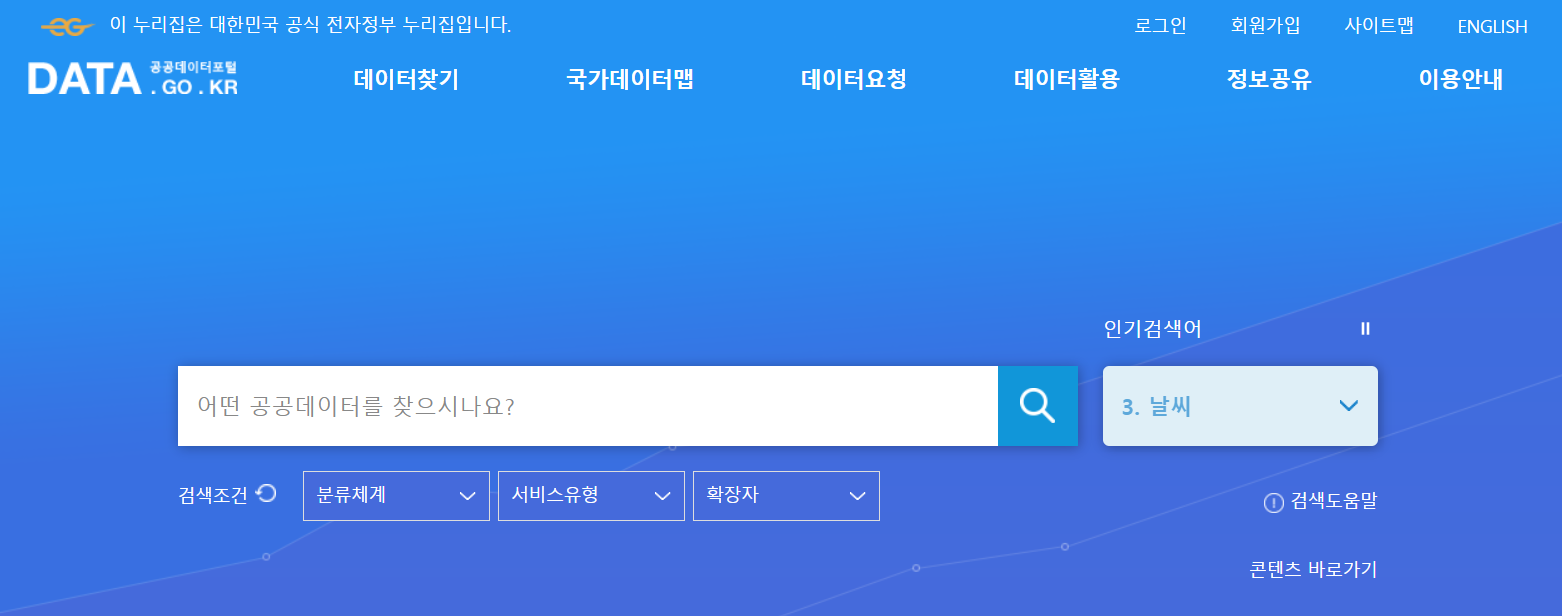 이 누리집은 대한민국 공식 전자정부 누리집입니다.
로그인 회원가입 사이트맵 ENGLISH
DATA 공공데이터포털 . GO . KR
데이터찾기 국가데이터맵 데이터요청 데이터활용 정보공유 이용안내
인기검색어
어떤 공공데이터를 찾으시나요?
3. 날씨
검색조건 분류체계 서비스유형 확장자
검색도움말
콘텐츠 바로가기